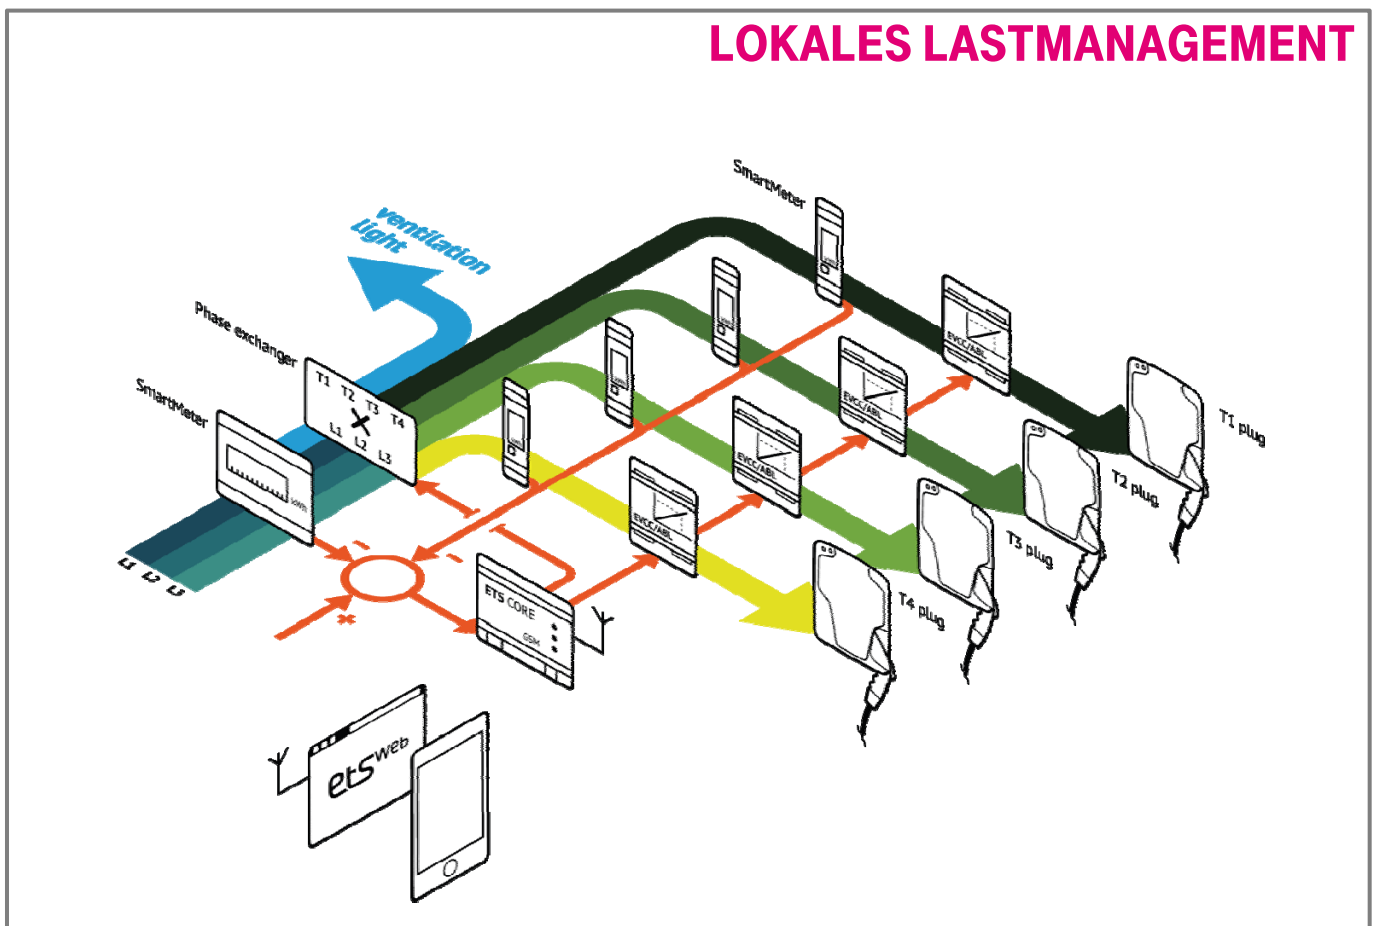 LOKALES LASTMANAGEMENT
SmartMeter
ventilation
light
Phase exchanger
T1 T2 T3 T4
L1 L2 L3
SmartMeter
kWh
EVCC/ABL
EVCC/ABL
EVCC/ABL
EVCC/ABL
T1 plug
T2 plug
T3 plug
T4 plug
L1
L2
L3
-
-
+
ETS CORE
GSM
etsweb